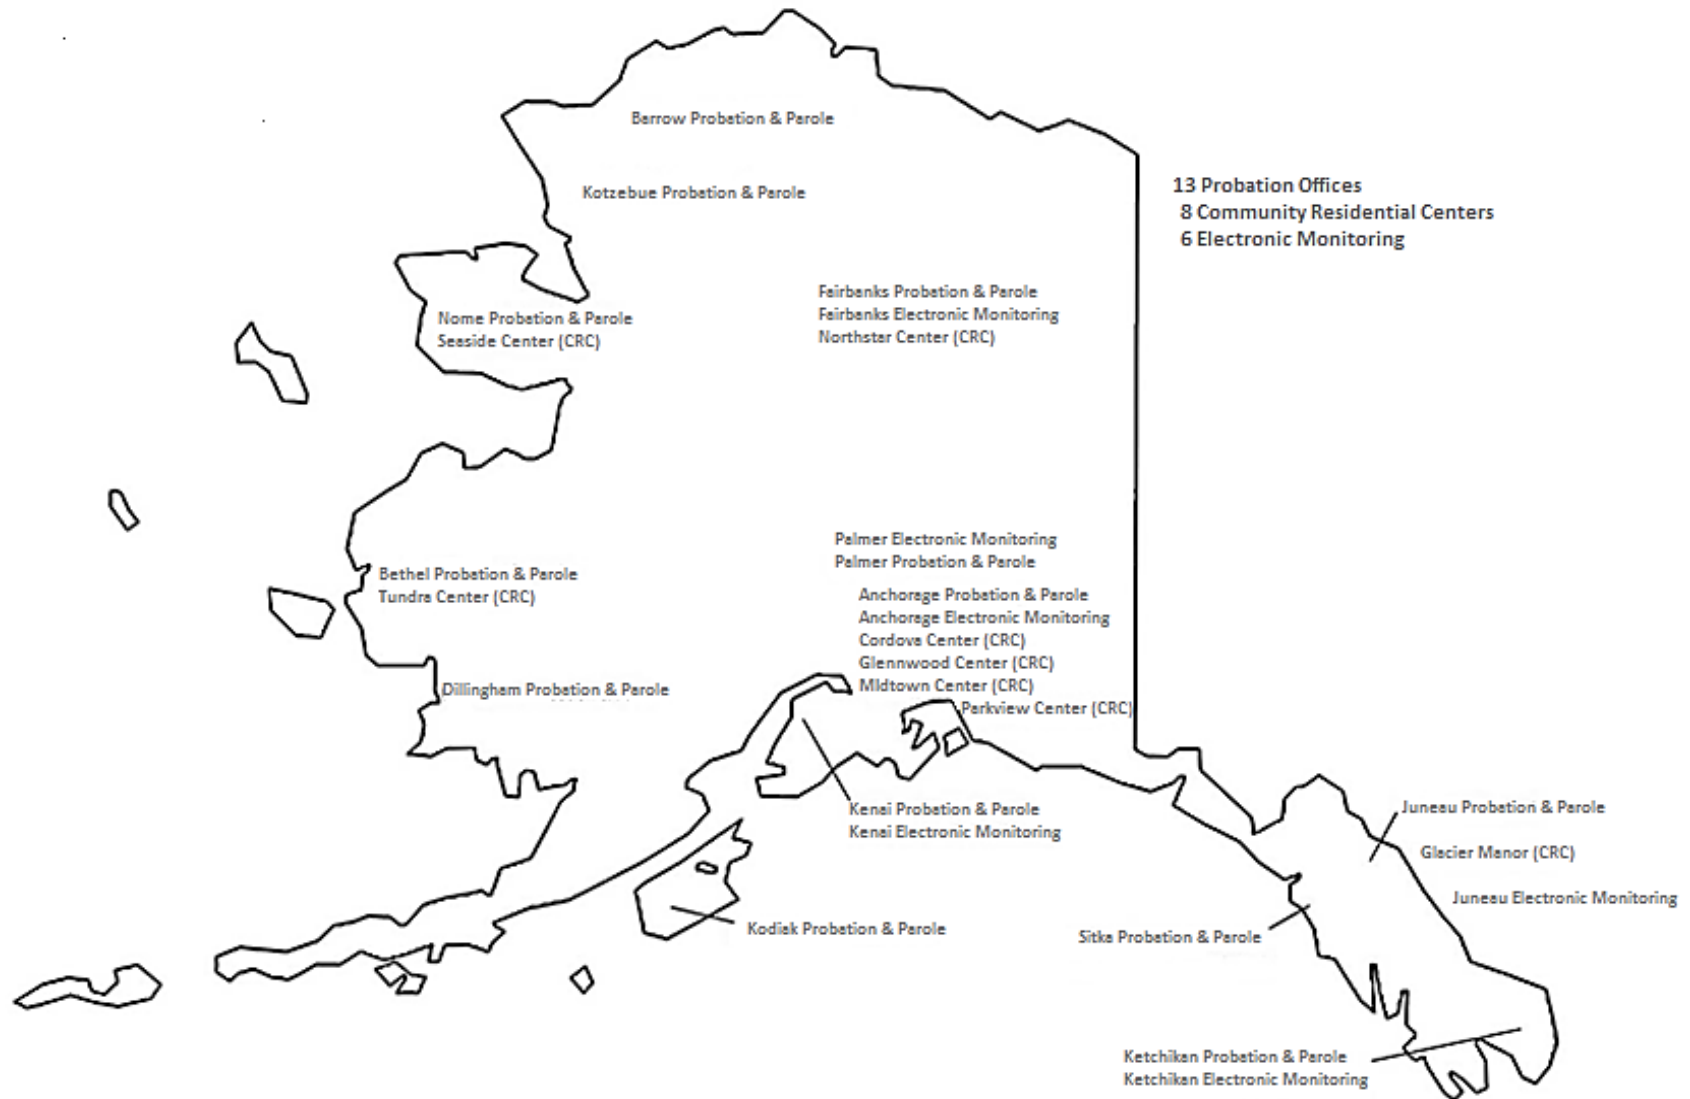 Barrow Probation & Parole
Kotzebue Probation & Parole
13 Probation Offices
8 Community Residential Centers
6 Electronic Monitoring
Nome Probation & Parole
Seaside Center (CRC)
Fairbanks Probation & Parole
Fairbanks Electronic Monitoring
Northstar Center (CRC)
Palmer Electronic Monitoring
Palmer Probation & Parole
Bethel Probation & Parole
Tundra Center (CRC)
Anchorage Probation & Parole
Anchorage Electronic Monitoring
Cordova Center (CRC)
Glennwood Center (CRC)
MIdtown Center (CRC)
Parkview Center (CRC)
Dillingham Probation & Parole
Kenai Probation & Parole
Kenai Electronic Monitoring
Juneau Probation & Parole
Glacier Manor (CRC)
Juneau Electronic Monitoring
Kodiak Probation & Parole
Sitka Probation & Parole
Ketchikan Probation & Parole
Ketchikan Electronic Monitoring